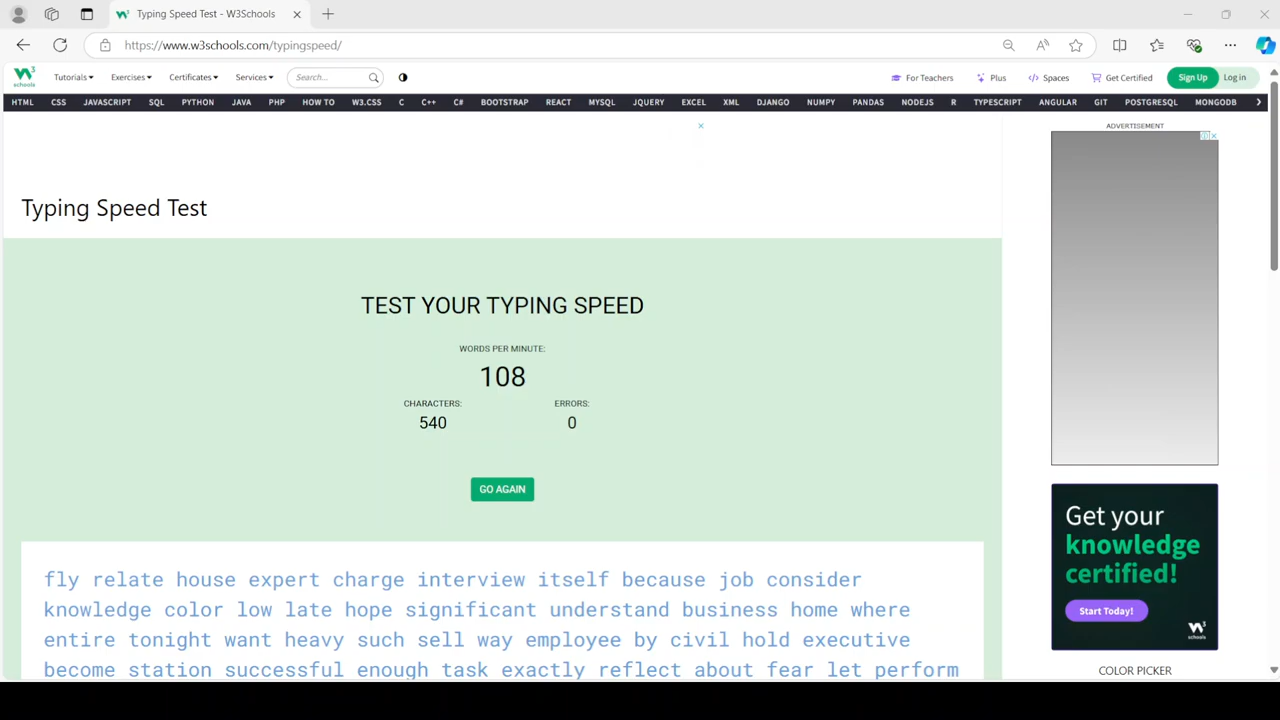 Typing Speed Test - W3Schools
https://www.w3schools.com/typingspeed/
W3 schools Tutorials Exercises Certificates Services Search... For Teachers Plus Spaces Get Certified Sign Up Log in
HTML CSS JAVASCRIPT SQL PYTHON JAVA PHP HOW TO W3.CSS C C++ C# BOOTSTRAP REACT MYSQL JQUERY EXCEL XML DJANGO NUMPY PANDAS NODEJS R TYPESCRIPT ANGULAR GIT POSTGRESQL MONGODB
ADVERTISEMENT
Typing Speed Test
TEST YOUR TYPING SPEED
WORDS PER MINUTE:
108
CHARACTERS: ERRORS:
540 0
GO AGAIN
fly relate house expert charge interview itself because job consider
knowledge color low late hope significant understand business home where
entire tonight want heavy such sell way employee by civil hold executive
become station successful enough task exactly reflect about fear let perform
Get your
knowledge
certified!
Start Today!
W3 schools
COLOR PICKER